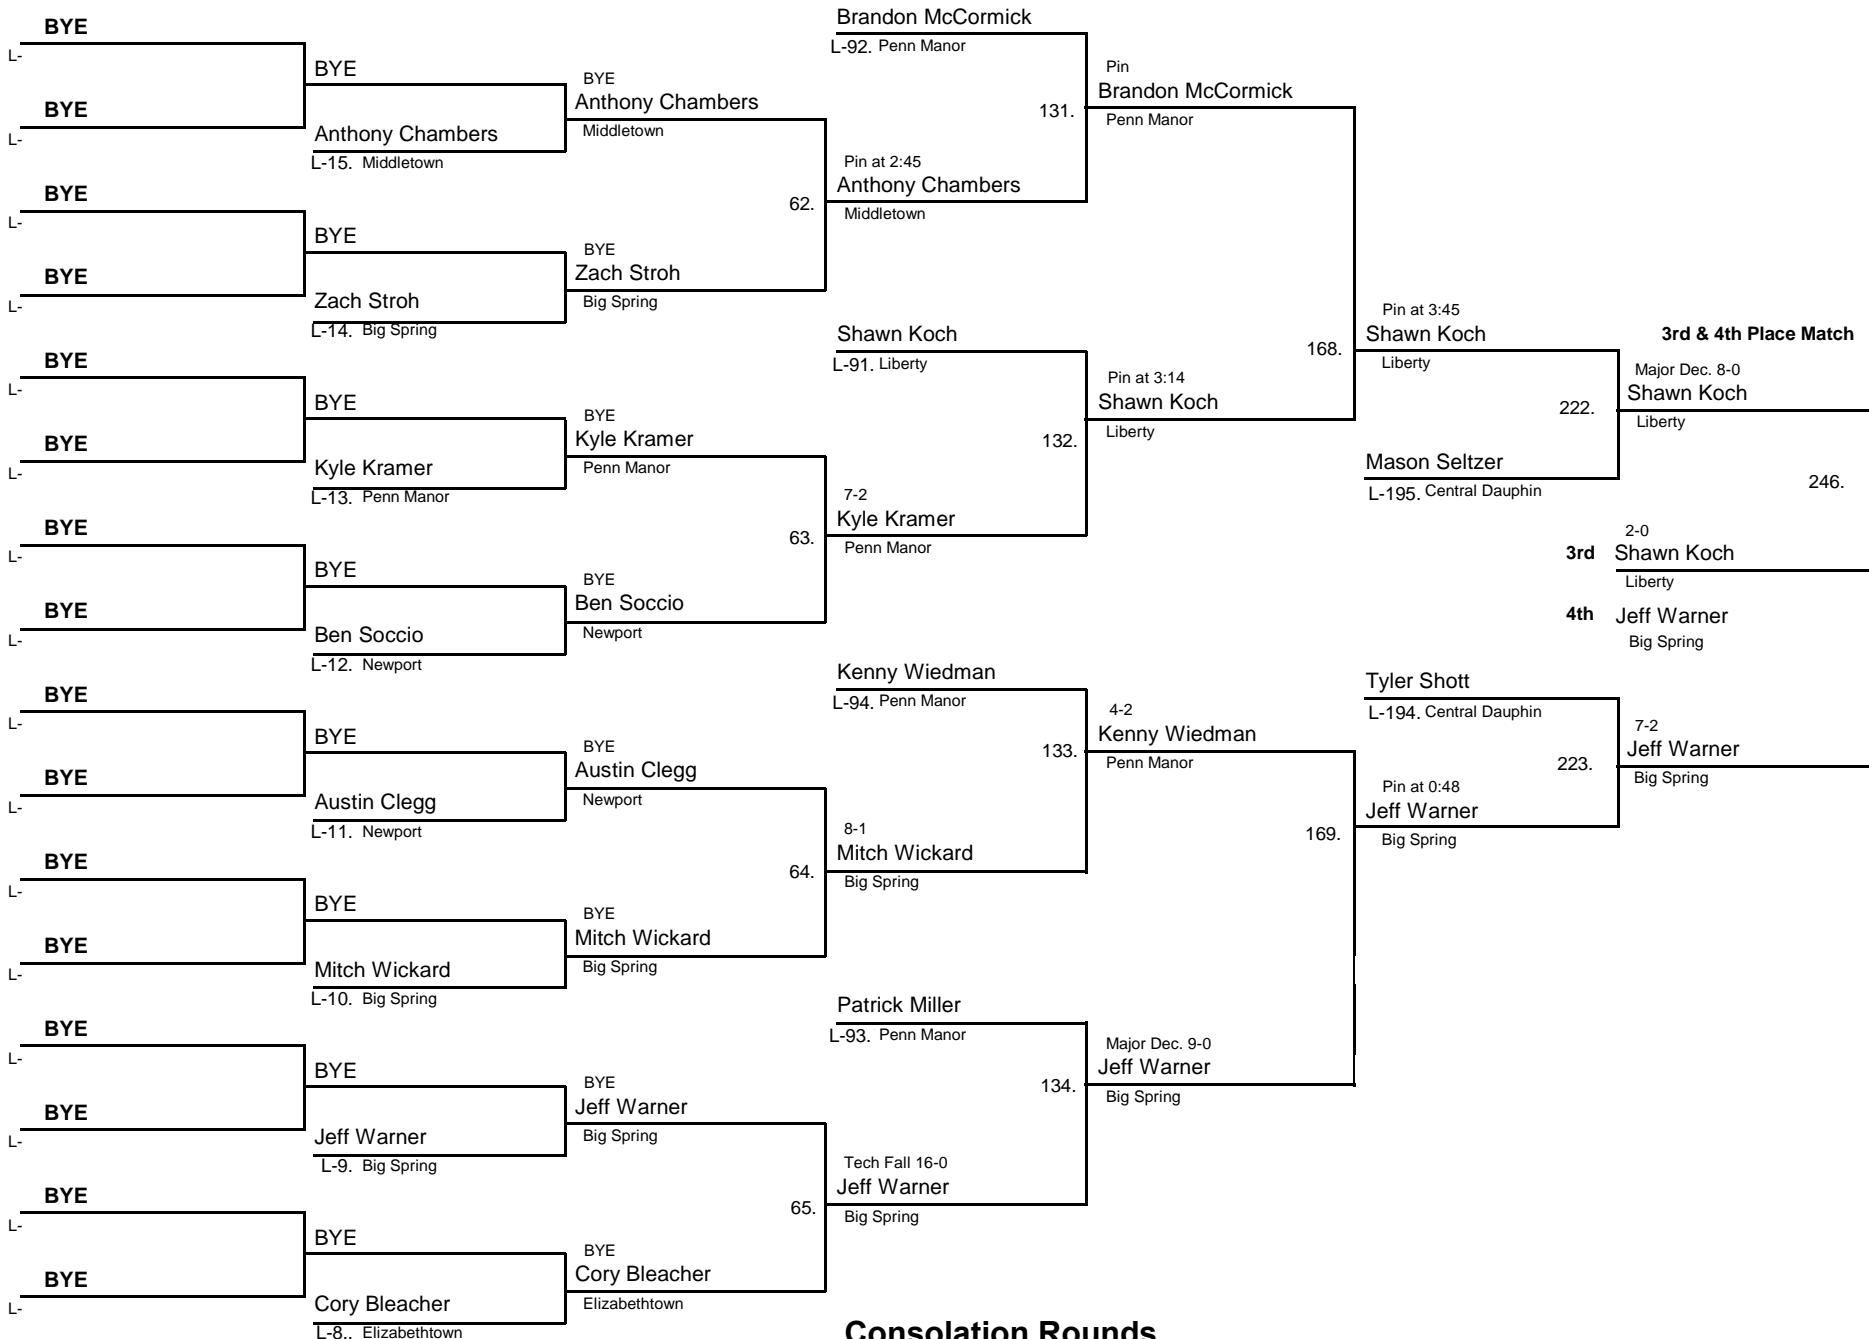 BYE
L-
BYE
L-
BYE
L-
BYE
L-
BYE
L-
BYE
L-
BYE
L-
BYE
L-
BYE
L-
BYE
L-
BYE
L-
BYE
L-
BYE
L-
BYE
L-
BYE
L-
BYE
L-
BYE
Anthony Chambers
L-15. Middletown
BYE
Zach Stroh
L-14. Big Spring
BYE
Kyle Kramer
L-13. Penn Manor
BYE
Ben Soccio
L-12. Newport
BYE
Austin Clegg
L-11. Newport
BYE
Mitch Wickard
L-10. Big Spring
BYE
Jeff Warner
L-9. Big Spring
BYE
Cory Bleacher
L-8.. Elizabethtown
BYE
Anthony Chambers
Middletown
62.
BYE
Zach Stroh
Big Spring
BYE
Kyle Kramer
Penn Manor
63.
BYE
Ben Soccio
Newport
BYE
Austin Clegg
Newport
64.
BYE
Mitch Wickard
Big Spring
BYE
Jeff Warner
Big Spring
65.
BYE
Cory Bleacher
Elizabethtown
Brandon McCormick
L-92. Penn Manor
131.
Pin at 2:45
Anthony Chambers
Middletown
Shawn Koch
L-91. Liberty
132.
7-2
Kyle Kramer
Penn Manor
Kenny Wiedman
L-94. Penn Manor
133.
8-1
Mitch Wickard
Big Spring
Patrick Miller
L-93. Penn Manor
134.
Tech Fall 16-0
Jeff Warner
Big Spring
Pin
Brandon McCormick
Penn Manor
168.
Pin at 3:14
Shawn Koch
Liberty
4-2
Kenny Wiedman
Penn Manor
169.
Major Dec. 9-0
Jeff Warner
Big Spring
Pin at 3:45
Shawn Koch
Liberty
222.
Mason Seltzer
L-195. Central Dauphin
Tyler Shott
L-194. Central Dauphin
223.
Pin at 0:48
Jeff Warner
Big Spring
3rd & 4th Place Match
Major Dec. 8-0
Shawn Koch
Liberty
246.
2-0
3rd Shawn Koch
Liberty
4th Jeff Warner
Big Spring
7-2
Jeff Warner
Big Spring
Consolation Rounds